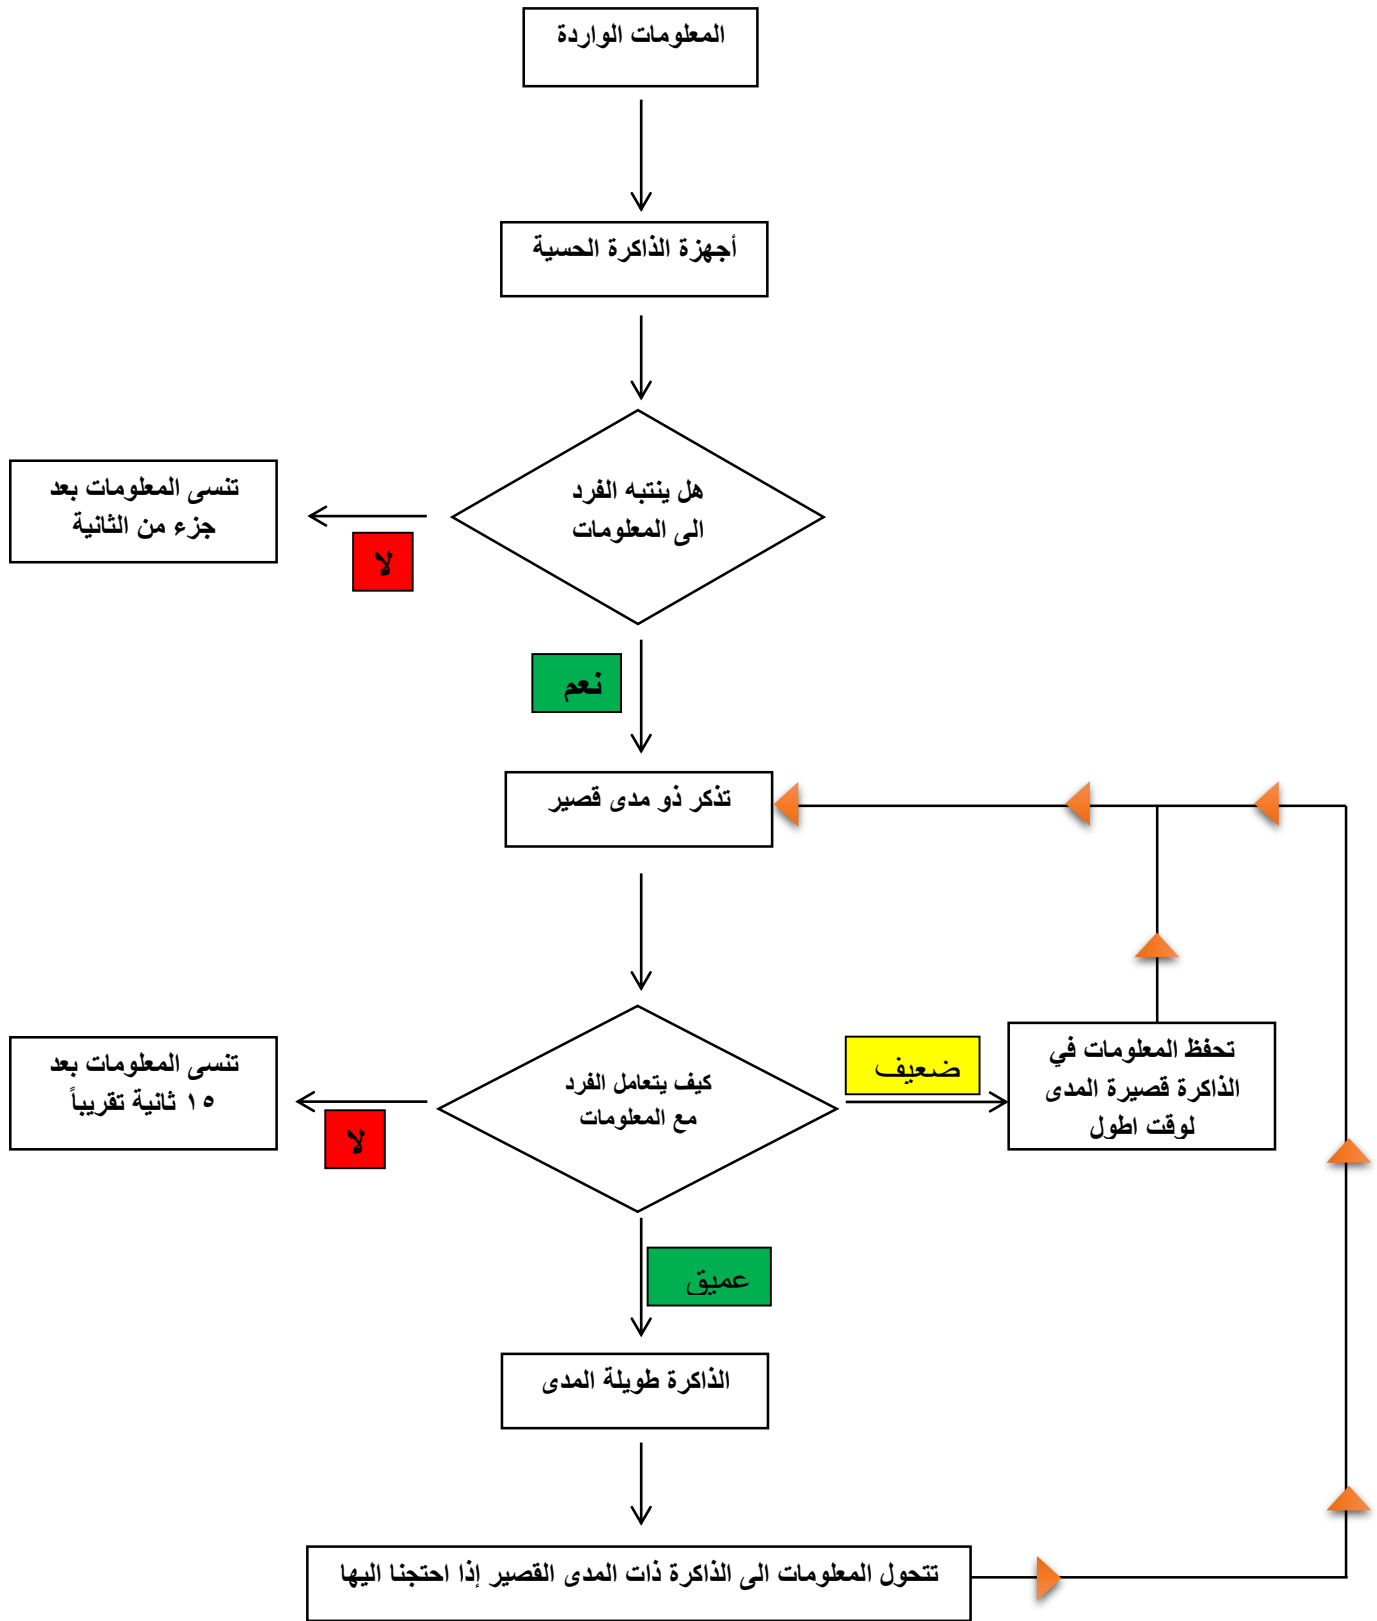 المعلومات الواردة
أجهزة الذاكرة الحسية
هل ينتبه الفرد
الى المعلومات
تنسى المعلومات بعد
جزء من الثانية
لا
نعم
تذكر ذو مدى قصير
كيف يتعامل الفرد
مع المعلومات
ضعيف
تحفظ المعلومات في
الذاكرة قصيرة المدى
لوقت اطول
تنسى المعلومات بعد
١٥ ثانية تقريباً
لا
عميق
الذاكرة طويلة المدى
تتحول المعلومات الى الذاكرة ذات المدى القصير إذا احتجنا اليها